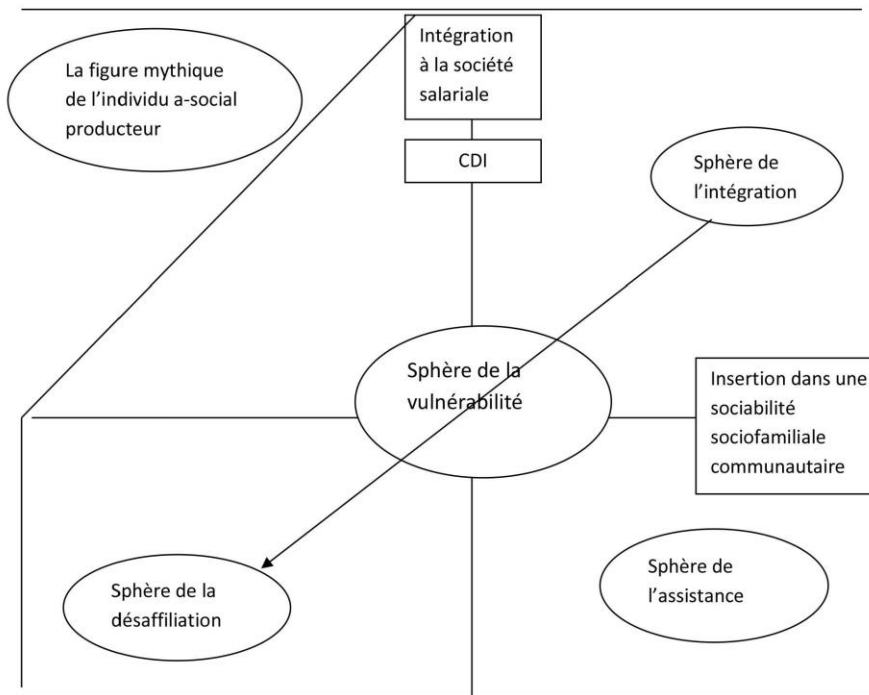 La figure mythique
de l’individu a-social
producteur
Intégration
à la société
salariale
CDI
Sphère de
l’intégration
Sphère de la
vulnérabilité
Insertion dans une
sociabilité
sociofamiliale
communautaire
Sphère de la
désaffiliation
Sphère de
l’assistance